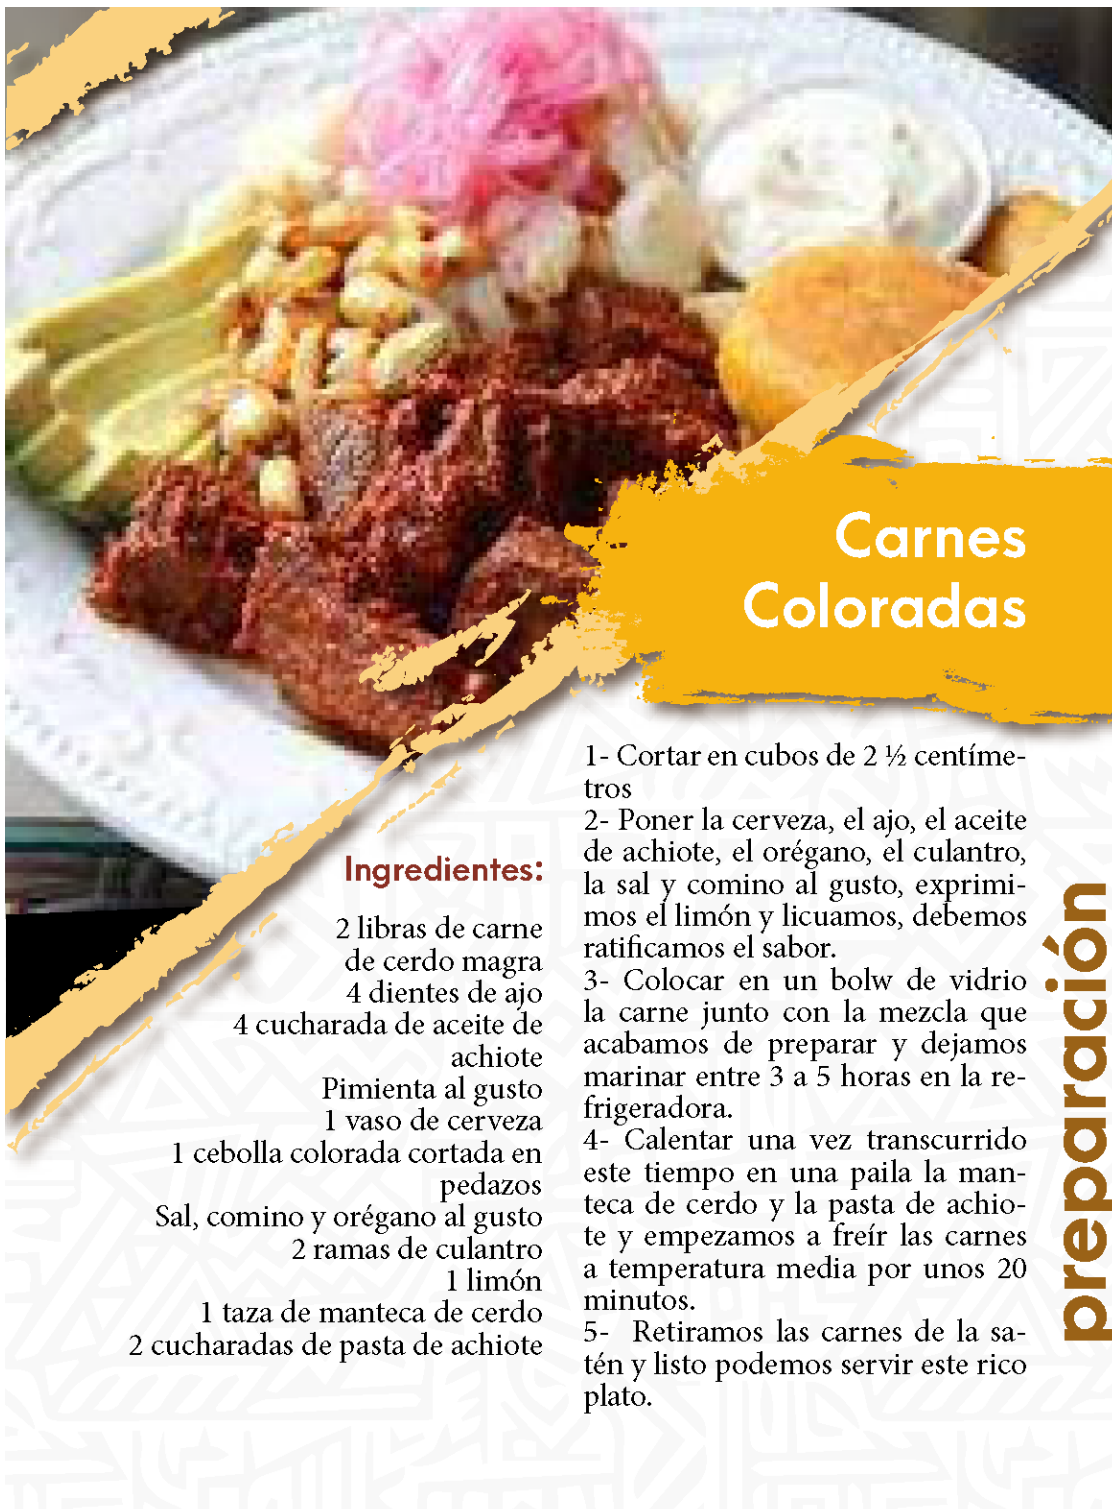 Carnes
Coloradas
Ingredientes:
2 libras de carne
de cerdo magra
4 dientes de ajo
4 cucharada de aceite de
achiote
Pimienta al gusto
1 vaso de cerveza
1 cebolla colorada cortada en
pedazos
Sal, comino y orégano al gusto
2 ramas de culantro
1 limón
1 taza de manteca de cerdo
2 cucharadas de pasta de achiote
preparación
1- Cortar en cubos de 2 ½ centíme-
tros
2- Poner la cerveza, el ajo, el aceite
de achiote, el orégano, el culantro,
la sal y comino al gusto, exprimi-
mos el limón y licuamos, debemos
ratificamos el sabor.
3- Colocar en un bolw de vidrio
la carne junto con la mezcla que
acabamos de preparar y dejamos
marinar entre 3 a 5 horas en la re-
frigeradora.
4- Calentar una vez transcurrido
este tiempo en una paila la man-
teca de cerdo y la pasta de achio-
te y empezamos a freír las carnes
a temperatura media por unos 20
minutos.
5- Retiramos las carnes de la sa-
tén y listo podemos servir este rico
plato.